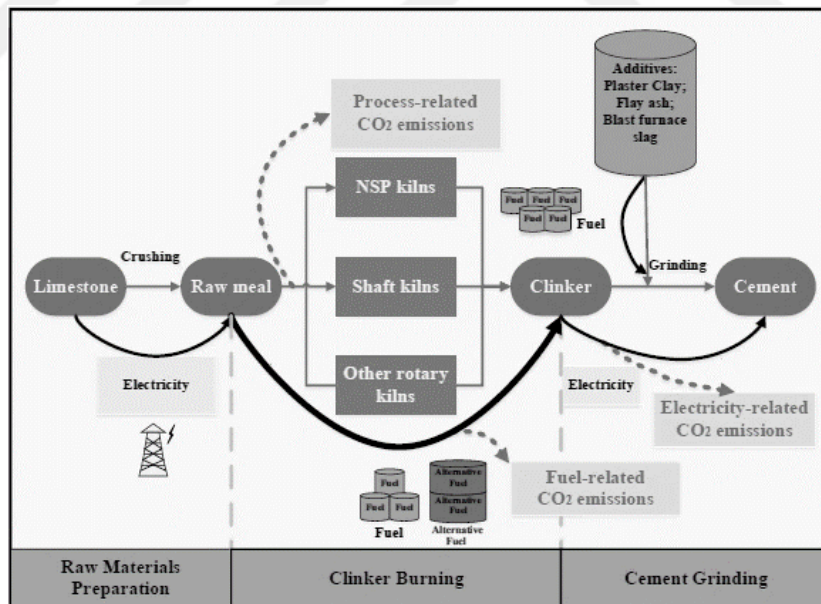 Additives:
Plaster Clay;
Flay ash;
Blast furnace
slag
Process-related
CO2 emissions
NSP kilns
Fuel Fuel Fuel
Fuel Fuel
Fuel
Crushing
Grinding
Limestone
Raw meal
Shaft kilns
Clinker
Cement
Electricity
Other rotary
kilns
Electricity
Electricity-related
CO2 emissions
Fuel
Fuel Fuel
Fuel
Alternative
Fuel
Alternative
Fuel
Alternative
Fuel
Fuel-related
CO2 emissions
Raw Materials
Preparation
Clinker Burning
Cement Grinding